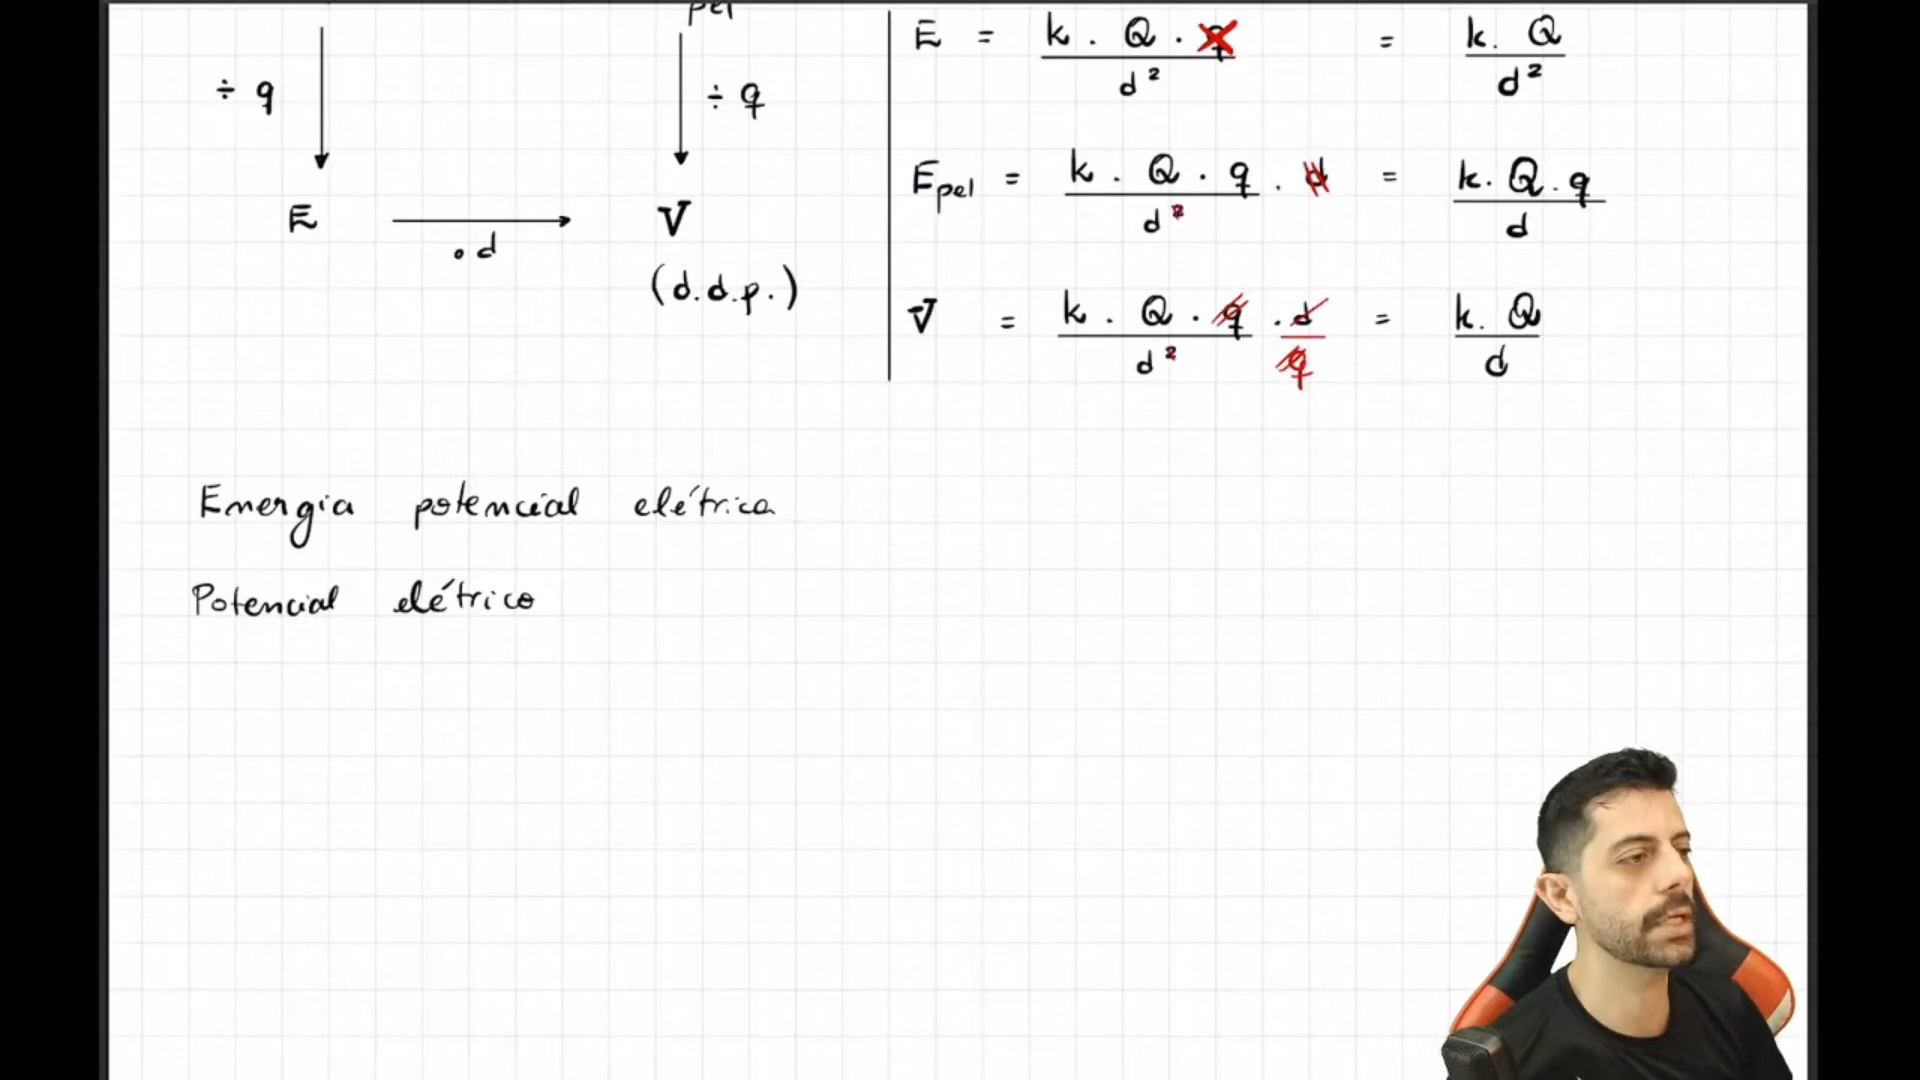 pel
÷ q
÷ q
E
. d
V
(d.d.p.)
E = k . Q . q / d² = k. Q / d²
Epel = k . Q . q / d² . d = k. Q. q / d
V = k . Q . q / d² . d / q = k. Q / d
Energia potencial elétrica
Potencial elétrico